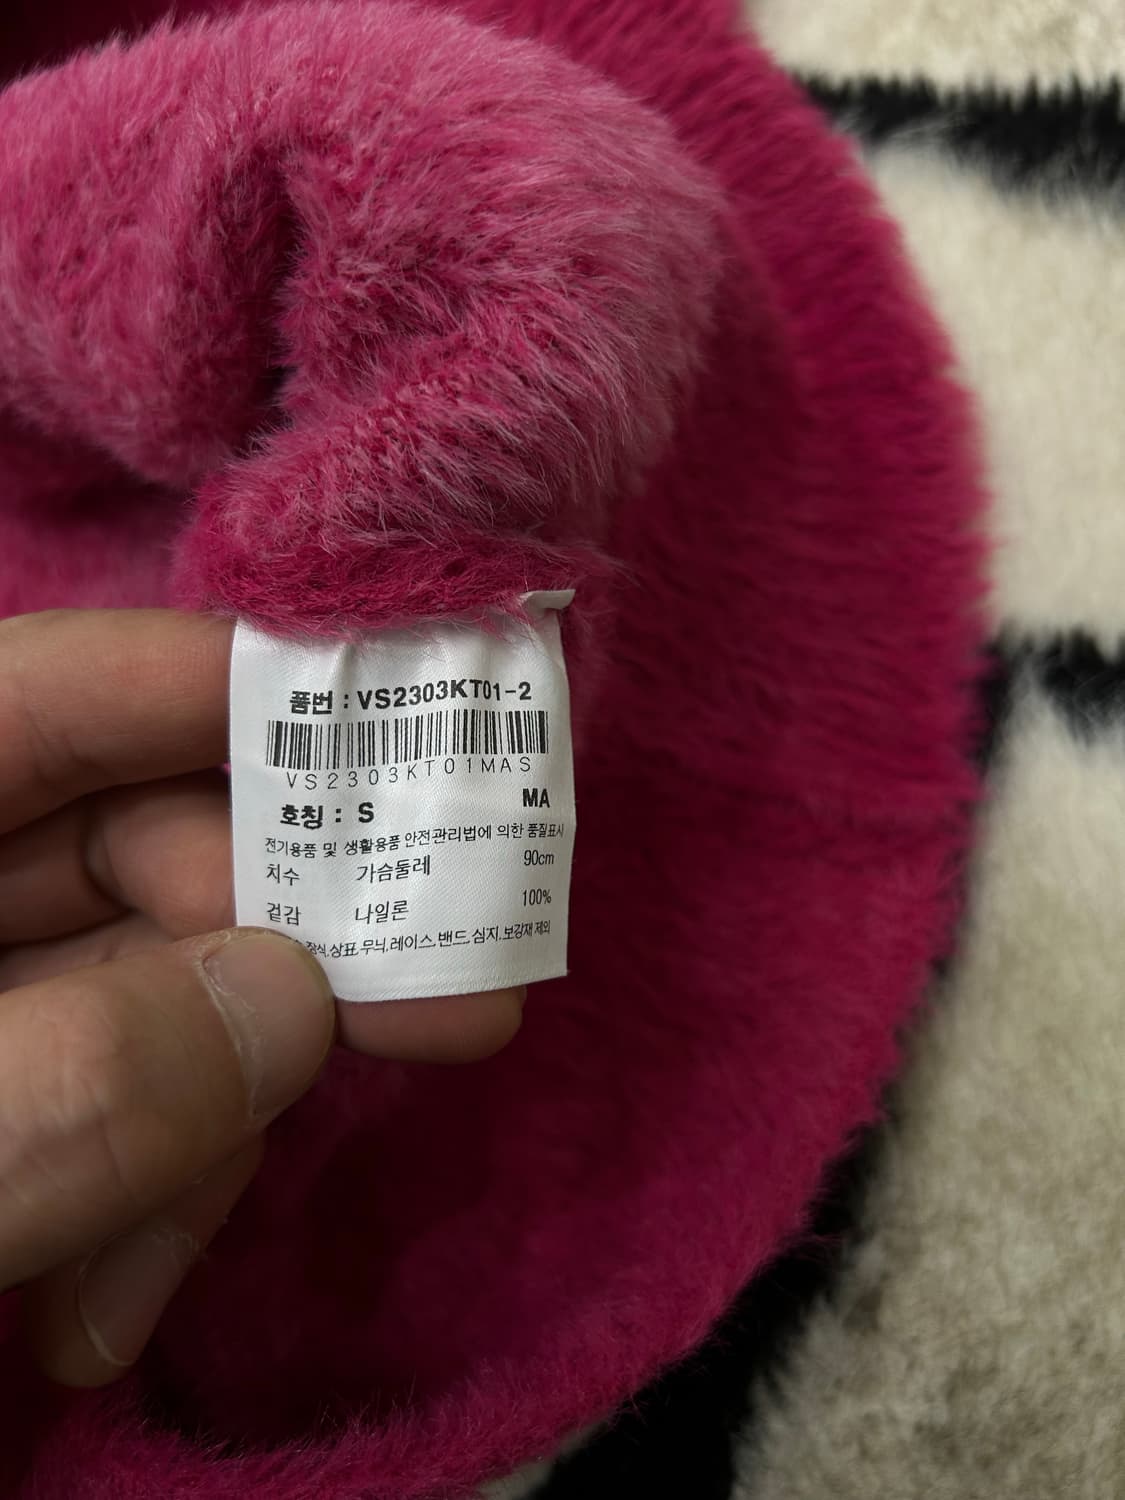 품번 : VS2303KT01-2
VS2303KT01MAS
호칭 : S MA
전기용품 및 생활용품 안전관리법에 의한 품질표시
치수 가슴둘레 90cm
겉감 나일론 100%
장식,상표,무늬,레이스,밴드,심지,보강재 제외